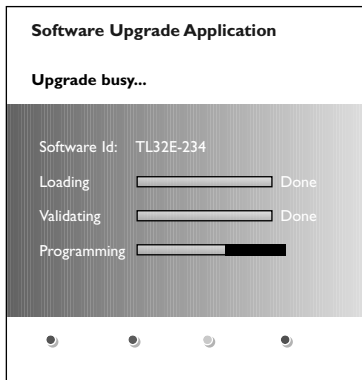 Software Upgrade Application
Upgrade busy...
Software Id: TL32E-234
Loading Done
Validating Done
Programming